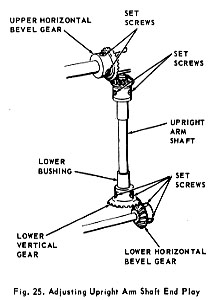 SET
SCREWS
UPPER HORIZONTAL
BEVEL GEAR
SET
SCREWS
UPRIGHT
ARM
SHAFT
LOWER
BUSHING
SET
SCREWS
LOWER
VERTICAL
GEAR
LOWER HORIZONTAL
BEVEL GEAR
Fig. 25. Adjusting Upright Arm Shaft End Play